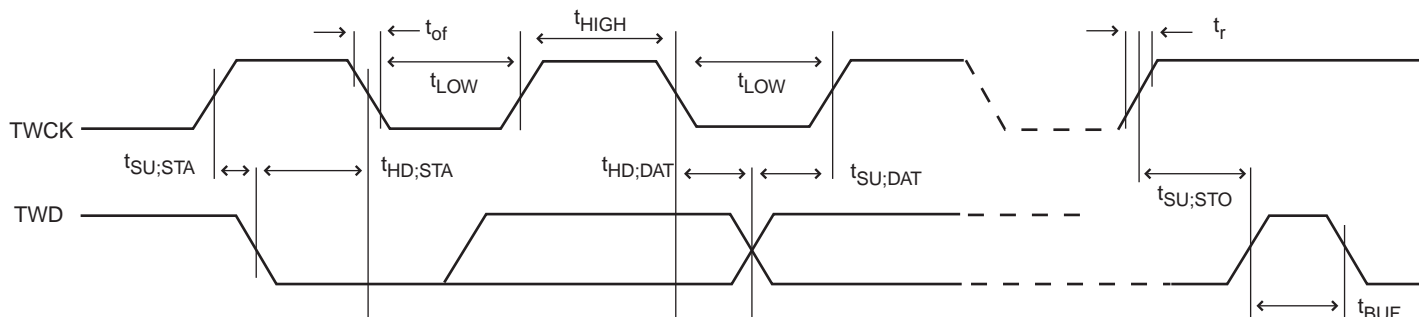 t_of
t_HIGH
t_r
t_LOW
t_LOW
TWCK
t_SU;STA
t_HD;STA
t_HD;DAT
t_SU;DAT
t_SU;STO
TWD
t_BUF